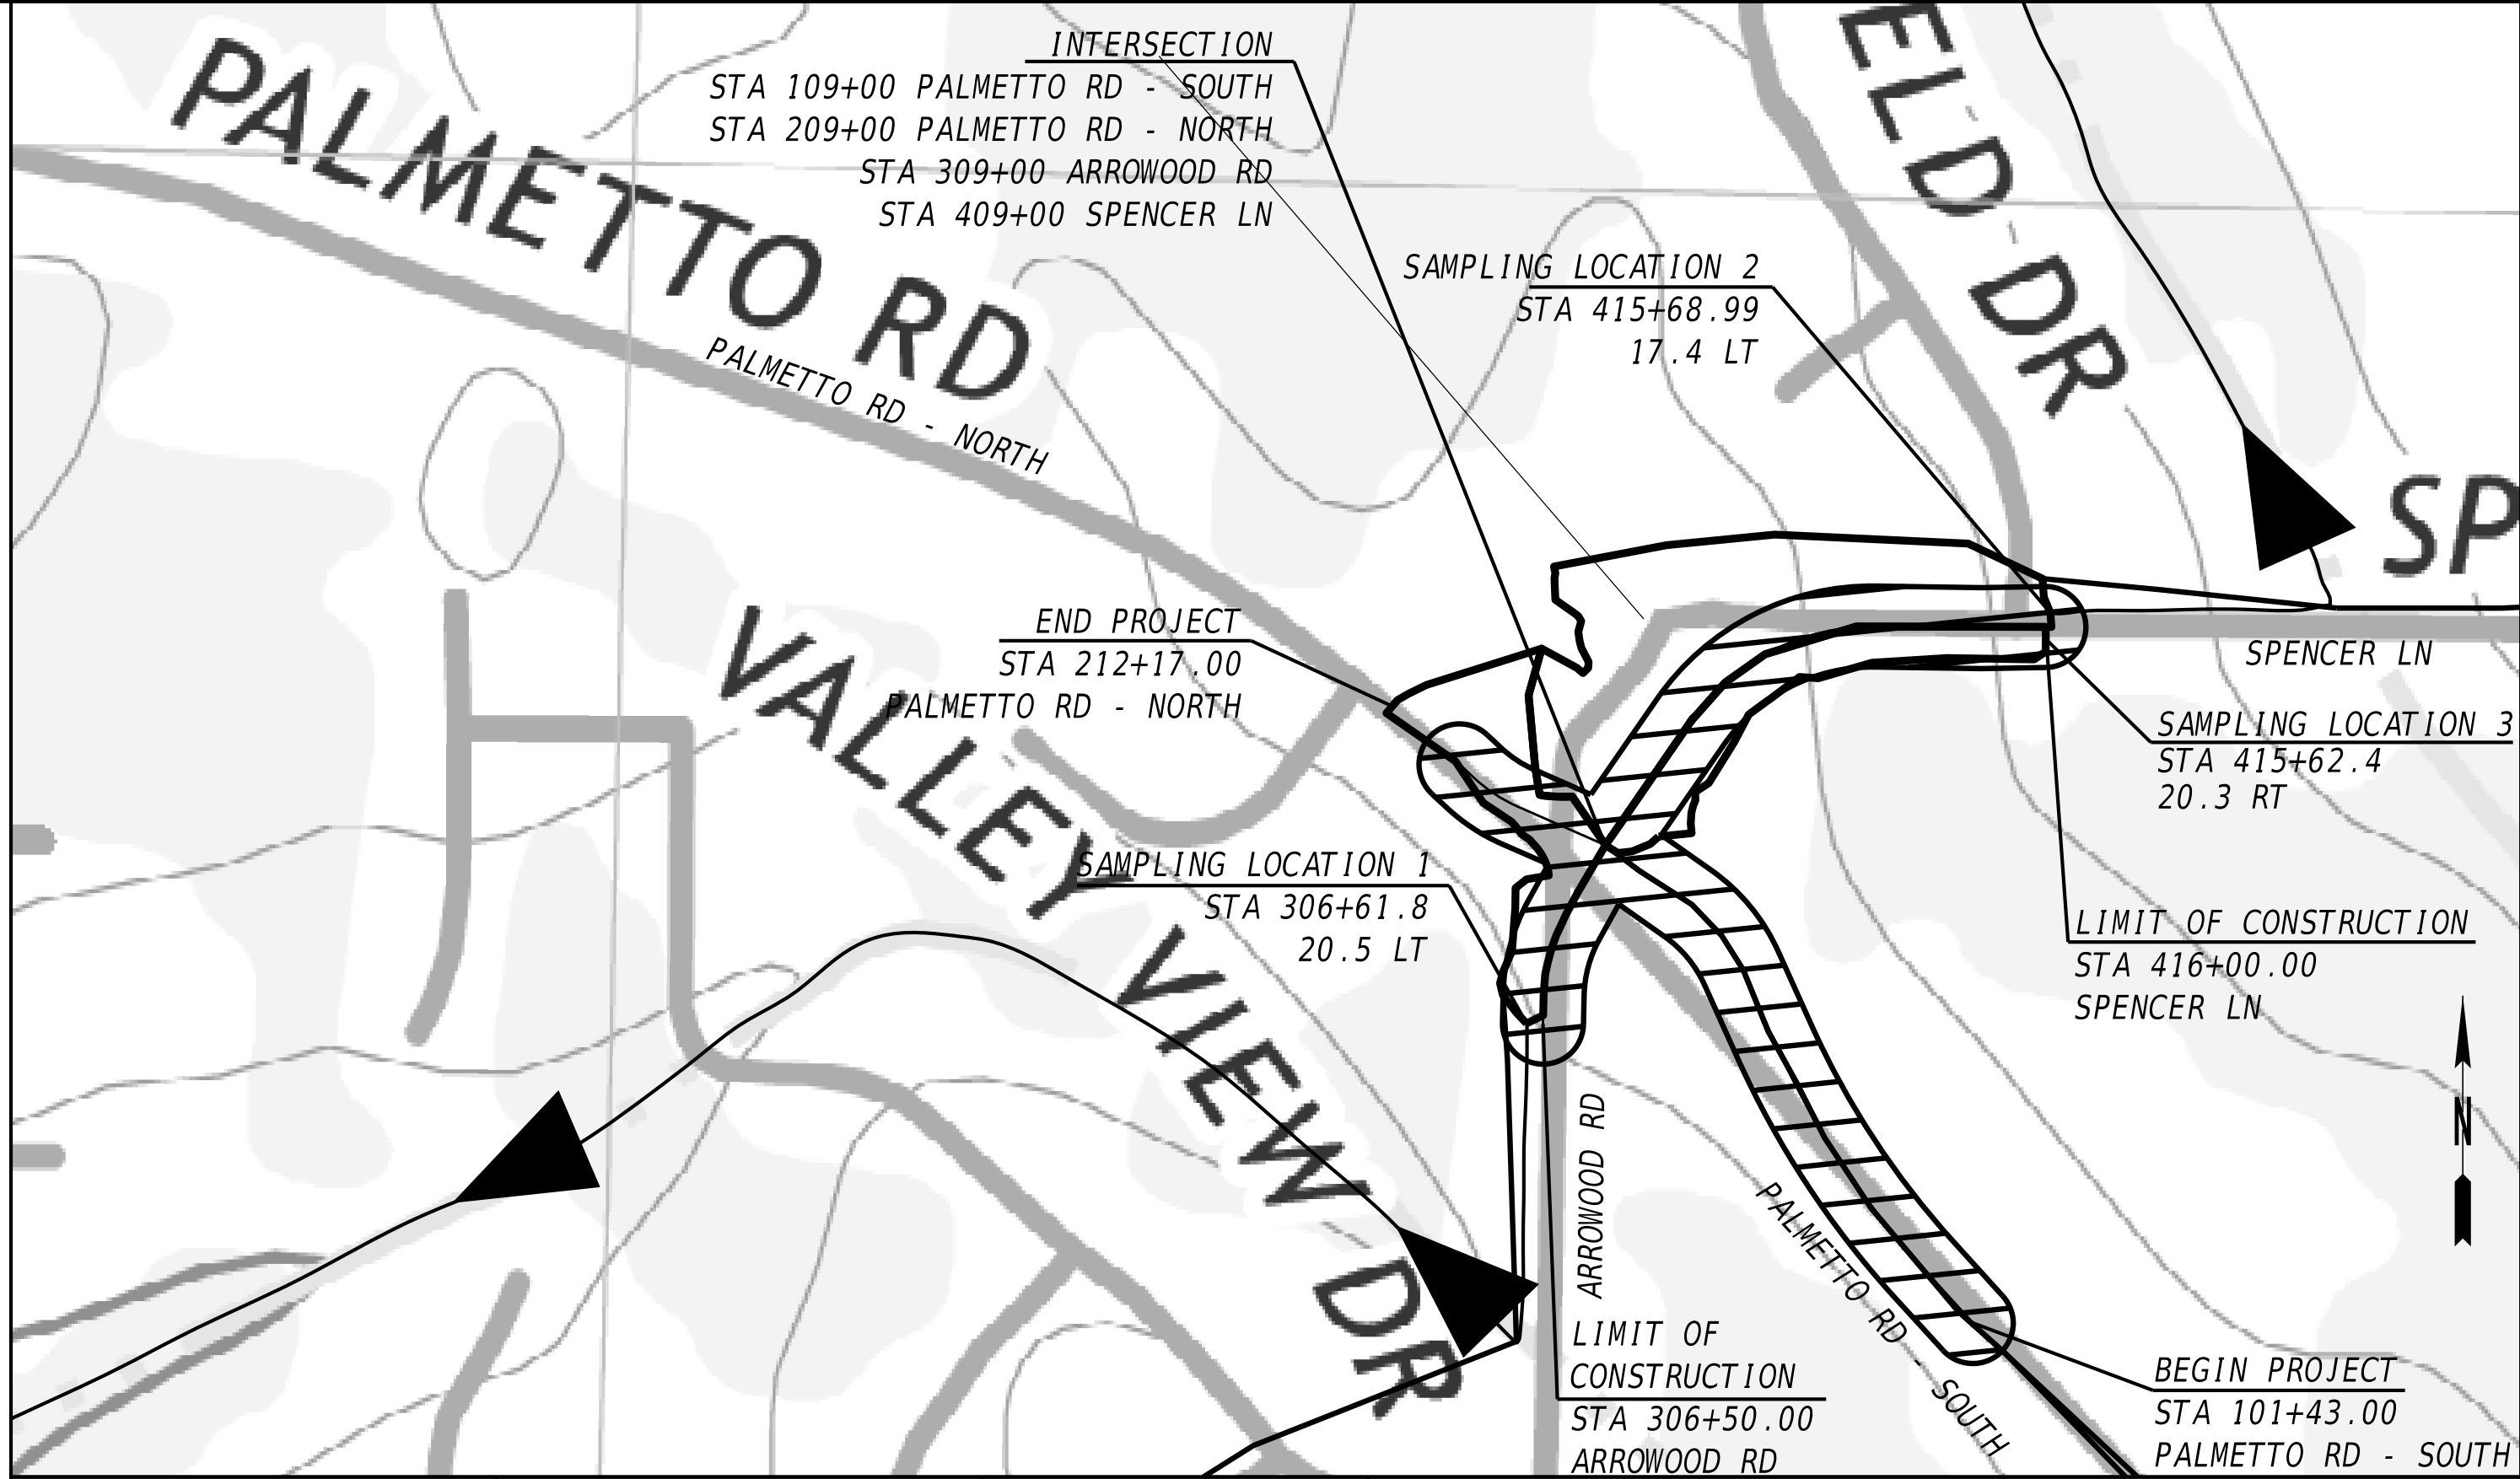 INTERSECTION
STA 109+00 PALMETTO RD - SOUTH
STA 209+00 PALMETTO RD - NORTH
STA 309+00 ARROWOOD RD
STA 409+00 SPENCER LN
PALMETTO RD
ELD DR
SAMPLING LOCATION 2
STA 415+68.99
17.4 LT
PALMETTO RD - NORTH
SP
END PROJECT
STA 212+17.00
PALMETTO RD - NORTH
SPENCER LN
VALLEY VIEW DR
SAMPLING LOCATION 3
STA 415+62.4
20.3 RT
SAMPLING LOCATION 1
STA 306+61.8
20.5 LT
LIMIT OF CONSTRUCTION
STA 416+00.00
SPENCER LN
N
ARROWOOD RD
PALMETTO RD - SOUTH
LIMIT OF
CONSTRUCTION
STA 306+50.00
ARROWOOD RD
BEGIN PROJECT
STA 101+43.00
PALMETTO RD - SOUTH